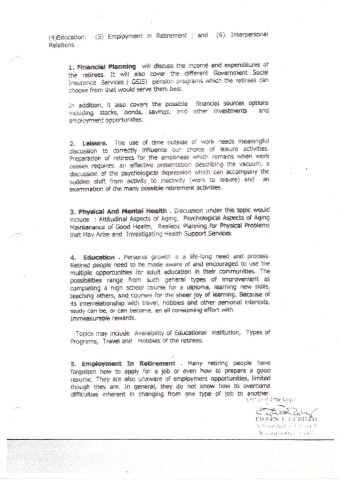 (4)Education: (5) Employment in Retirement ; and (6). Interpersonal
Relations
1. Financial Planning will discuss the income and expenditures of
the retirees. It will also cover the different Government Social
Insurance Services ( GSIS) pension programs which the retirees can
choose from that would serve them best.
In addition, it also covers the possible financial sources options
including stocks, bonds, savings, and other investments and
employment opportunities.
2. Leisure. The use of time outside of work needs meaningful
discussion to correctly influence our choice of leisure activities.
Preparation of retirees for the emptiness which remains when work
ceases requires: an effective presentation describing the vacuum, a
discussion of the psychological depression which can accompany the
sudden shift from activity to inactivity (work to leisure) and an
examination of the many possible retirement activities.
3. Physical And Mental Health . Discussion under this topic would
include : Attitudinal Aspects of Aging, Psychological Aspects of Aging
Maintenance of Good Health, Realistic Planning for Physical Problems
that May Arise and Investigating Health Support Services
4. Education . Personal growth is a life-long need and process.
Retired people need to be made aware of and encouraged to use the
multiple opportunities for adult education in their communities. The
possibilities range from such general types of improvement as
completing a high school course for a diploma, learning new skills,
teaching others, and courses for the sheer joy of learning. Because of
its interrelationship with travel, hobbies and other personal interests,
study can be, or can become, an all consuming effort with
immeasurable rewards.
Topics may include Availability of Educational Institution, Types of
Programs, Travel and Hobbies of the retirees.
5. Employment In Retirement . Many retiring people have
forgotten how to apply for a job or even how to prepare a good
resume. They are also unaware of employment opportunities, limited
though they are. In general, they do not know how to overcome
difficulties inherent in changing from one type of job to another.